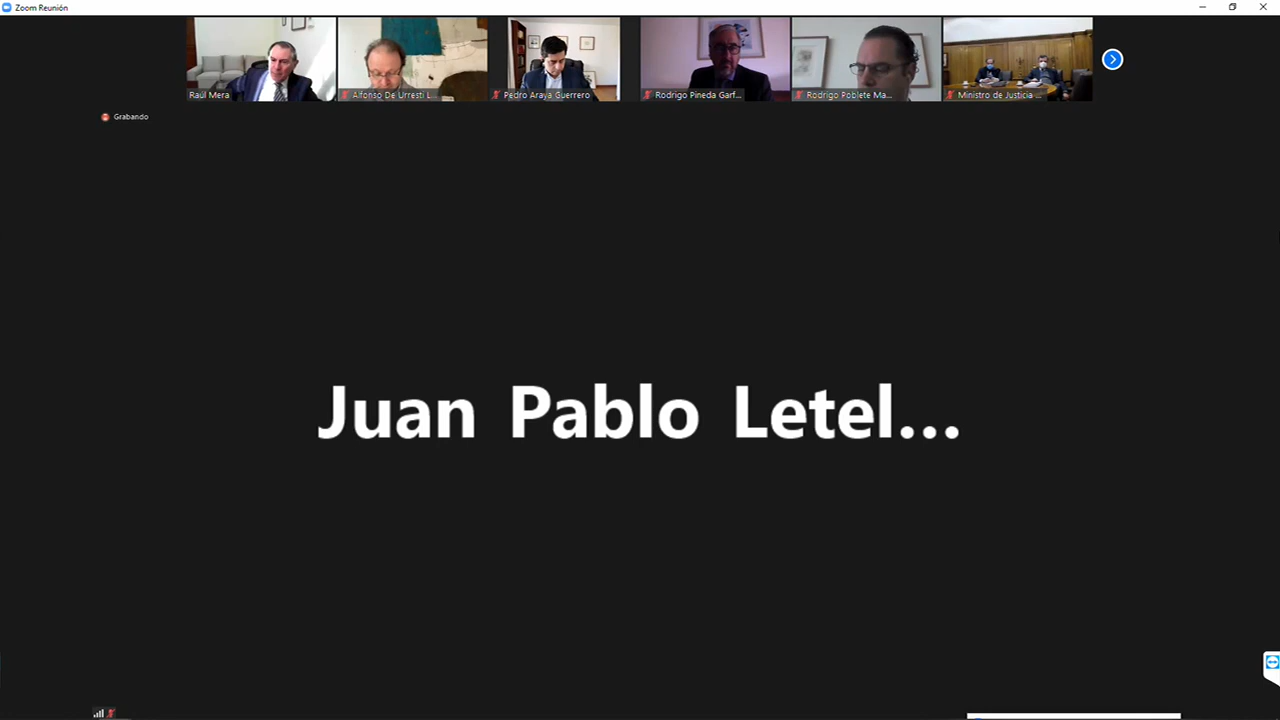 Zoom Reunión
Raúl Mera
Alfonso De Urresti L...
Pedro Araya Guerrero
Rodrigo Pineda Garf...
Rodrigo Poblete Ma...
Ministro de Justicia ...
Grabando
Juan Pablo Letel...